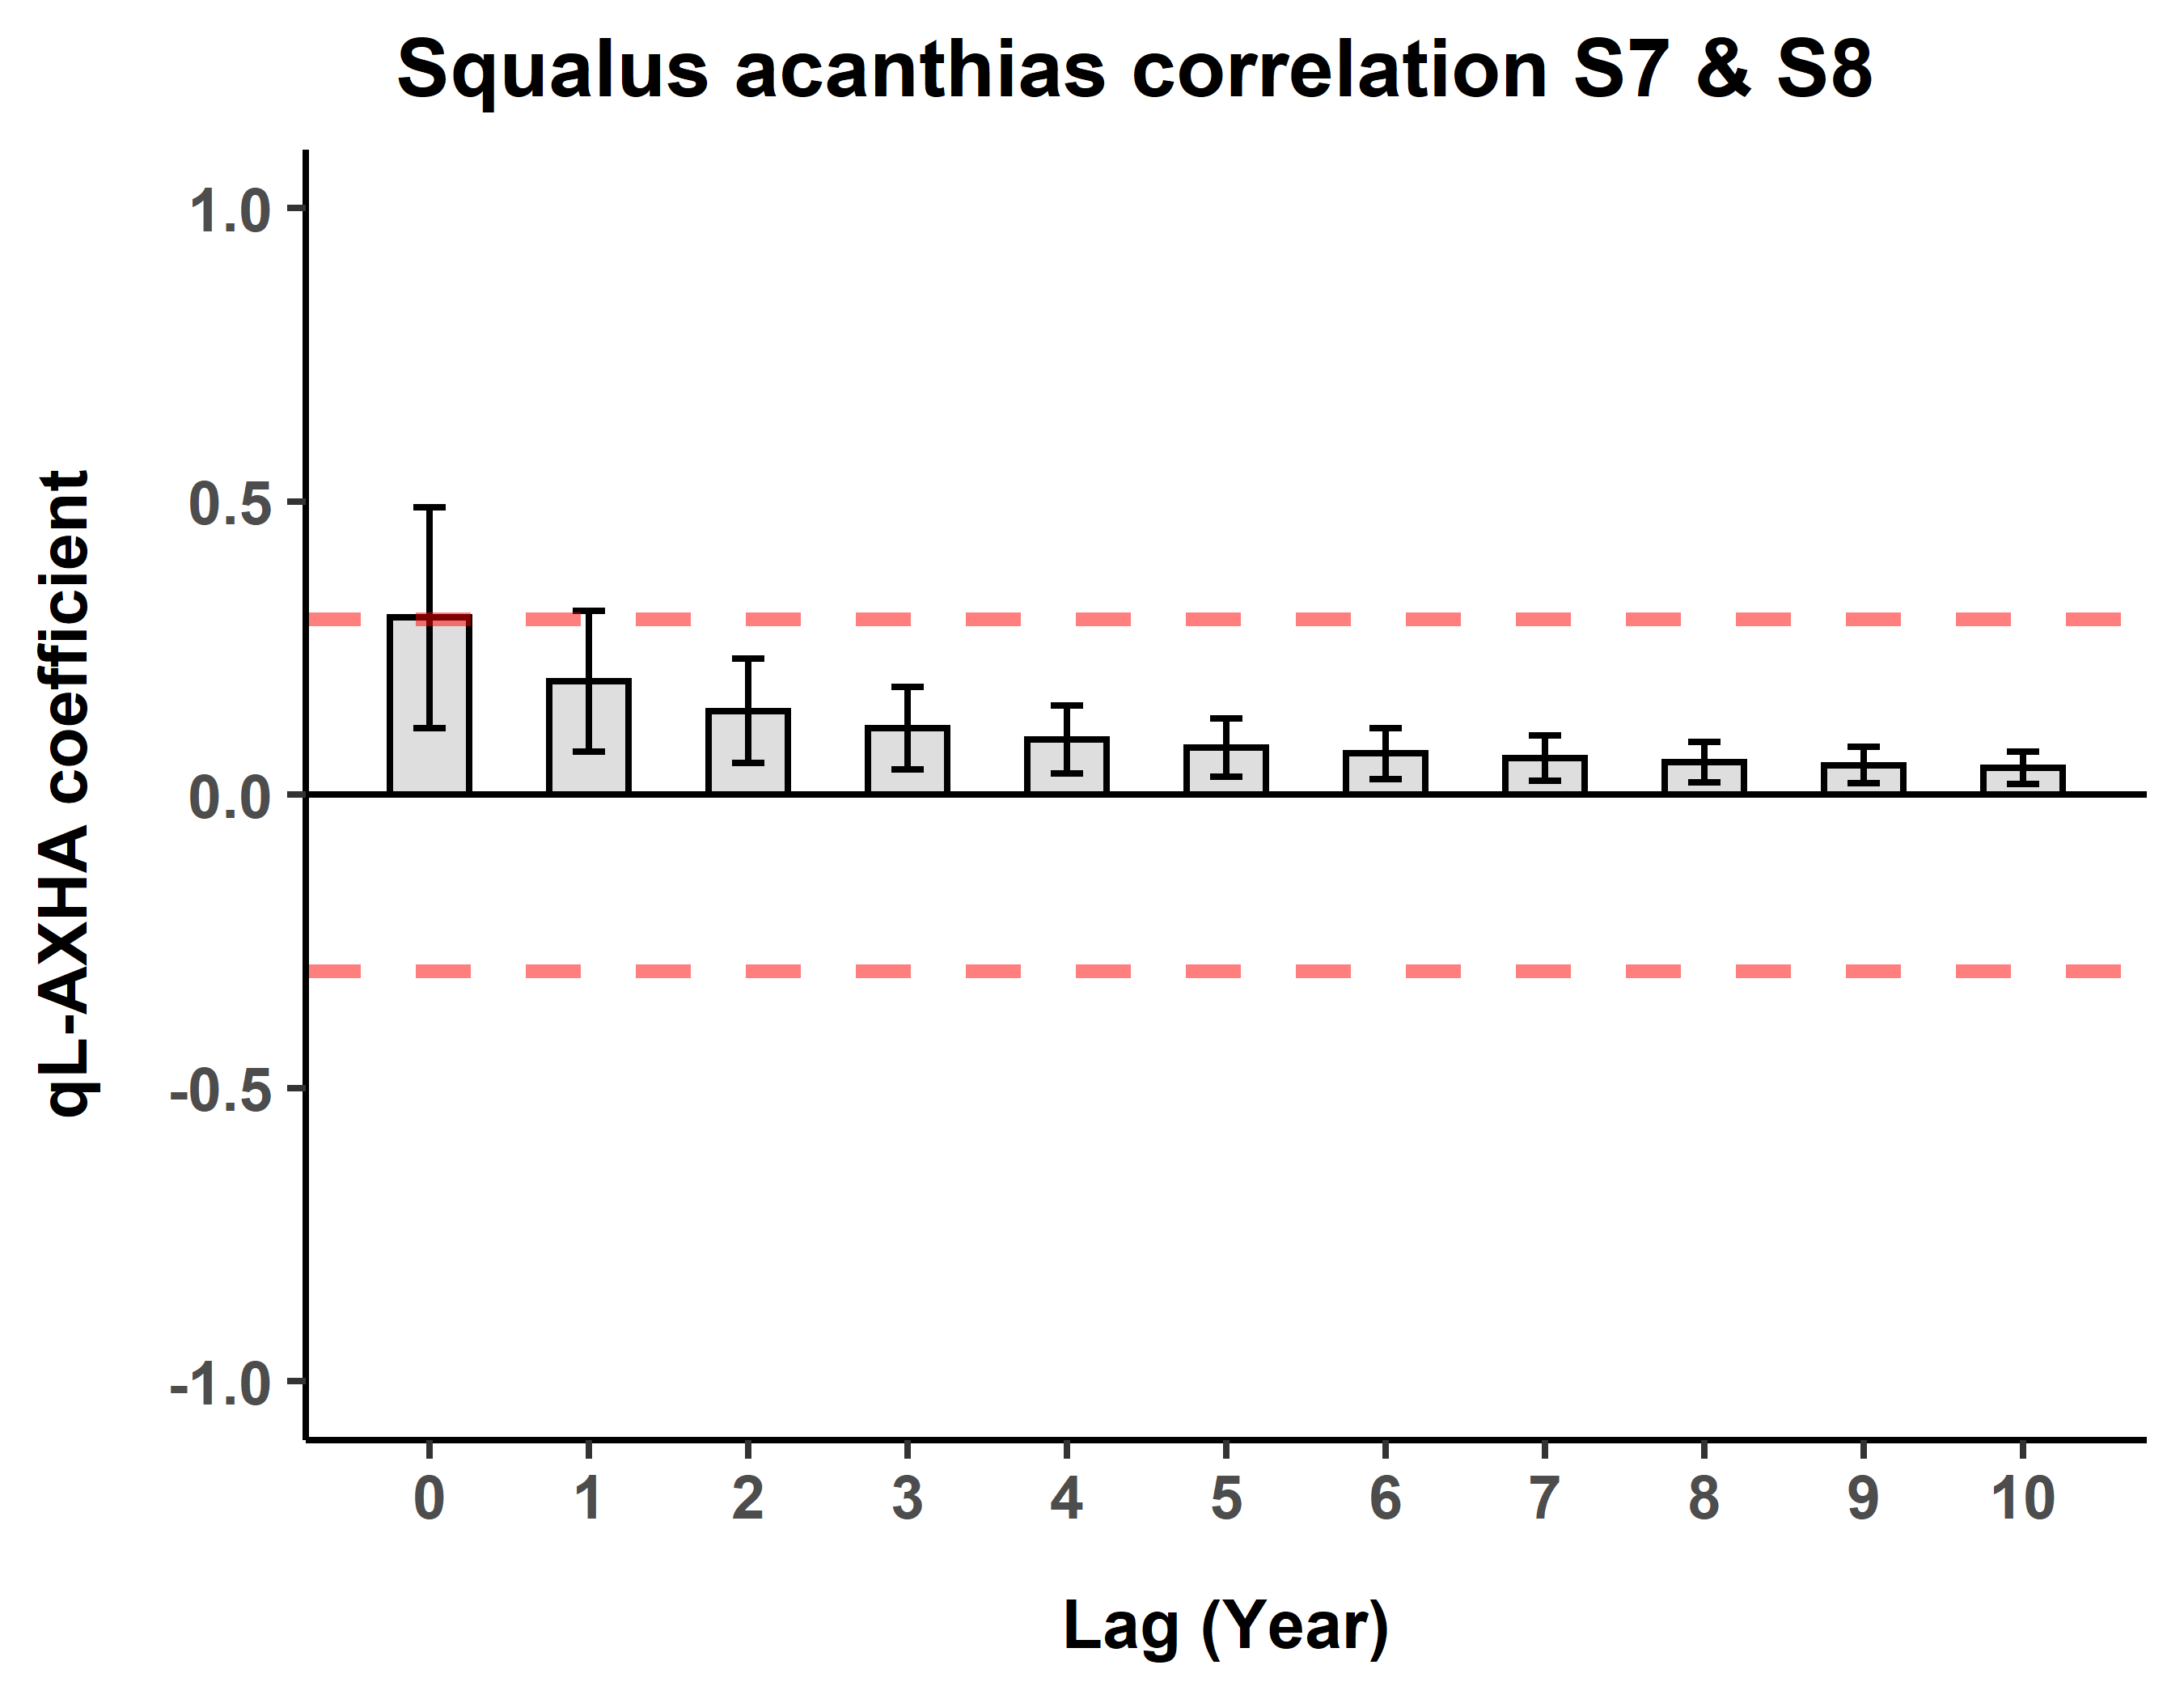 Squalus acanthias correlation S7 & S8
qL-AXHA coefficient
1.0
0.5
0.0
-0.5
-1.0
0 1 2 3 4 5 6 7 8 9 10
Lag (Year)